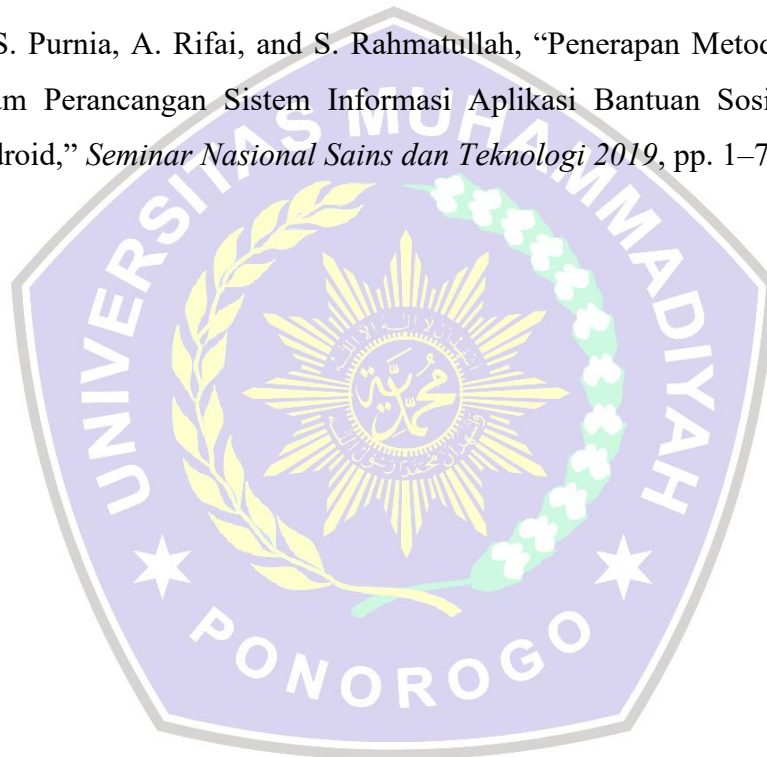 S. Purnia, A. Rifai, and S. Rahmatullah, “Penerapan Metod
m Perancangan Sistem Informasi Aplikasi Bantuan Sosi
droid,” Seminar Nasional Sains dan Teknologi 2019, pp. 1–7
UNIVERSITAS MUHAMMADIYAH
محمدية
PONOROGO